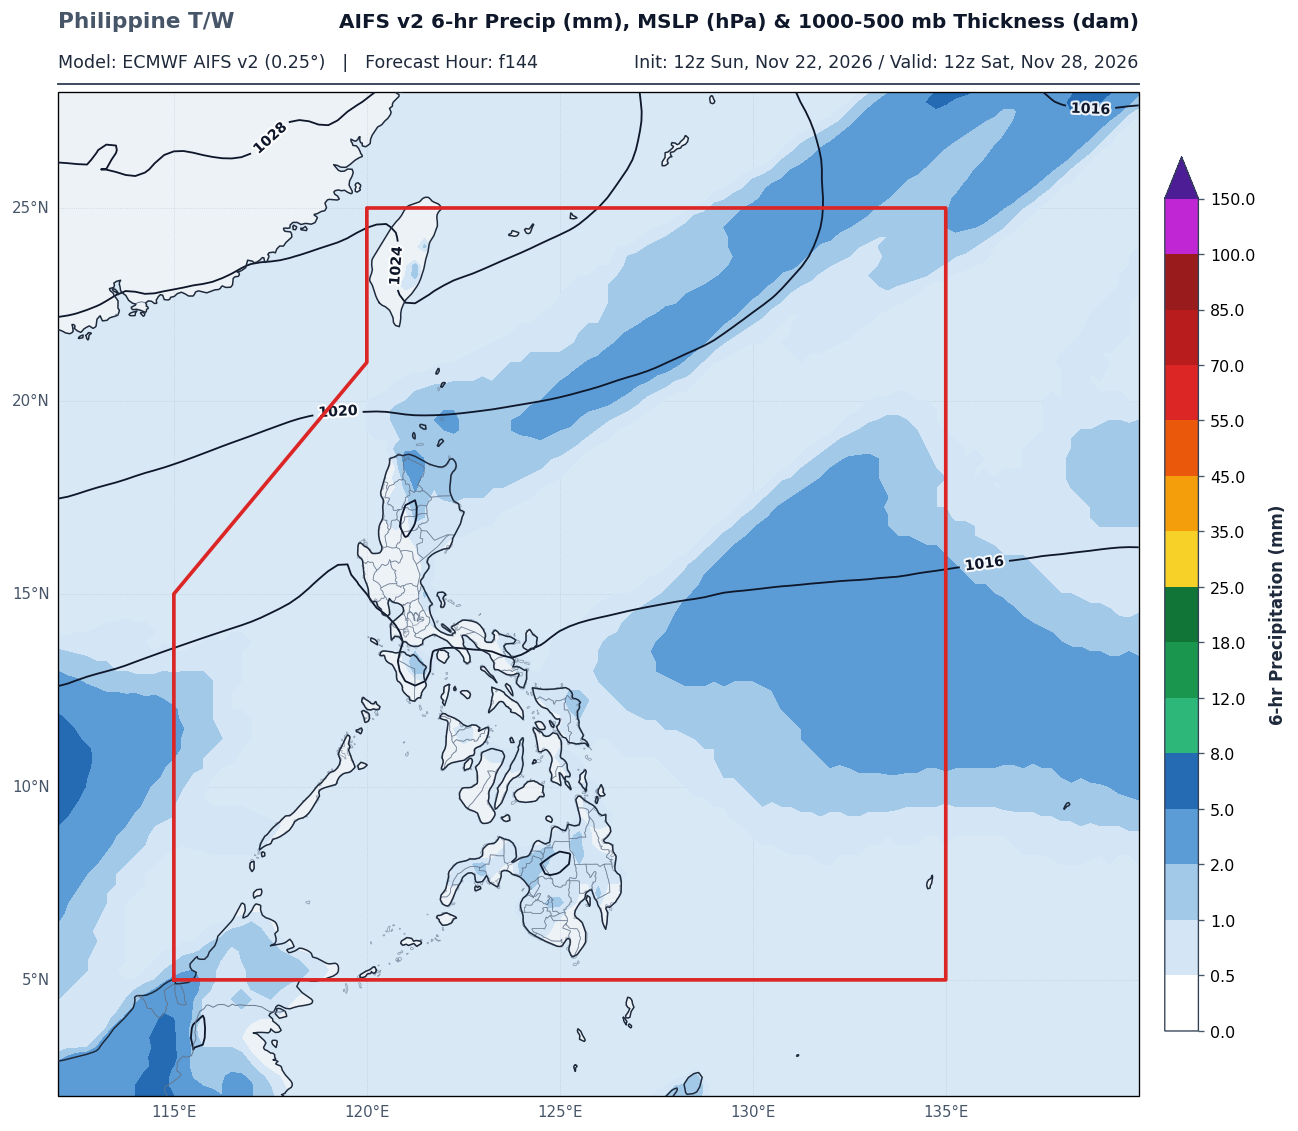 Philippine T/W
AIFS v2 6-hr Precip (mm), MSLP (hPa) & 1000-500 mb Thickness (dam)
Model: ECMWF AIFS v2 (0.25°) | Forecast Hour: f144
Init: 12z Sun, Nov 22, 2026 / Valid: 12z Sat, Nov 28, 2026
1016
1028
1024
1020
1016
25°N
20°N
15°N
10°N
5°N
115°E
120°E
125°E
130°E
135°E
150.0
100.0
85.0
70.0
55.0
45.0
35.0
25.0
18.0
12.0
8.0
5.0
2.0
1.0
0.5
0.0
6-hr Precipitation (mm)